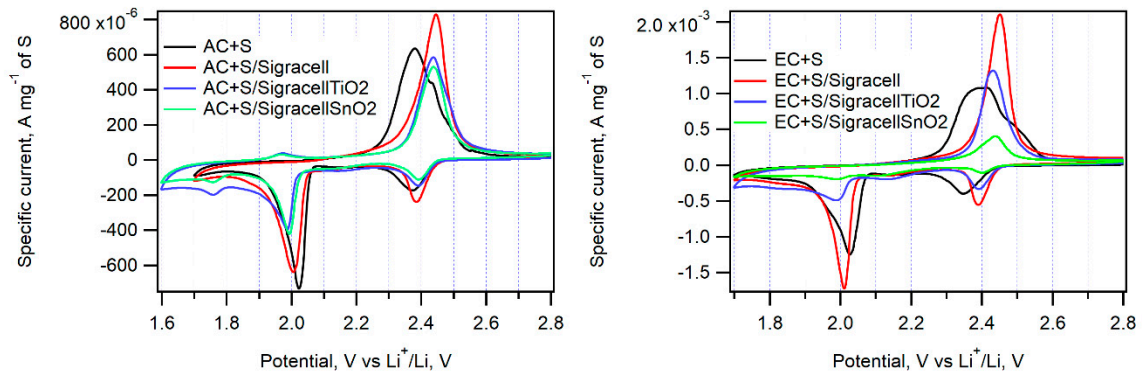 Specific current, A mg⁻¹ of S
800 x10⁻⁶
600
400
200
0
-200
-400
-600
AC+S
AC+S/Sigracell
AC+S/SigracellTiO2
AC+S/SigracellSnO2
1.6 1.8 2.0 2.2 2.4 2.6 2.8
Potential, V vs Li⁺/Li, V
Specific current, A mg⁻¹ of S
2.0 x10⁻³
1.5
1.0
0.5
0.0
-0.5
-1.0
-1.5
EC+S
EC+S/Sigracell
EC+S/SigracellTiO2
EC+S/SigracellSnO2
1.8 2.0 2.2 2.4 2.6 2.8
Potential, V vs Li⁺/Li, V